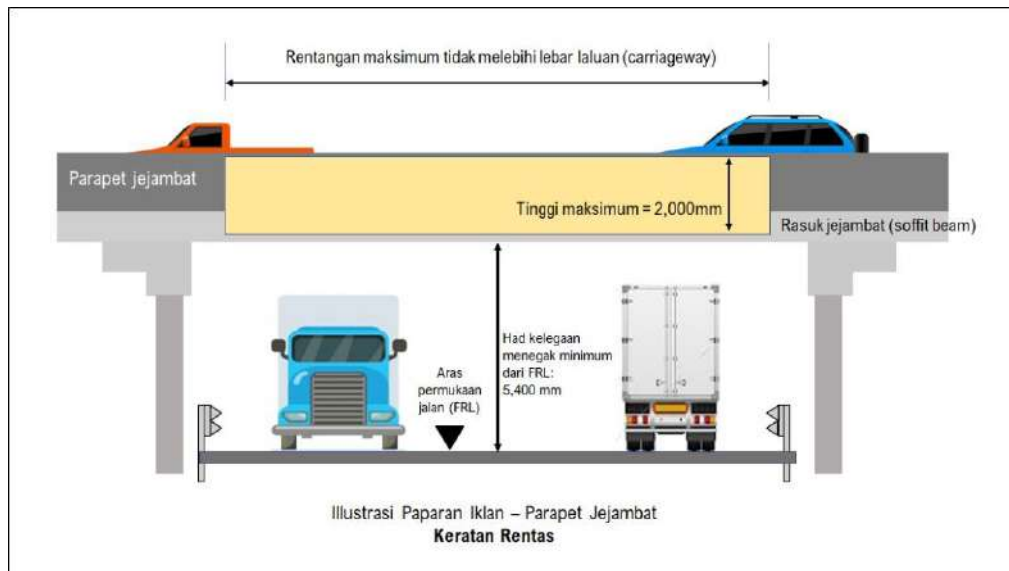 Rentangan maksimum tidak melebihi lebar laluan (carriageway)
Parapet jejambat
Tinggi maksimum = 2,000mm
Rasuk jejambat (soffit beam)
Had kelegaan
menegak minimum
dari FRL:
5,400 mm
Aras
permukaan
jalan (FRL)
Illustrasi Paparan Iklan – Parapet Jejambat
Keratan Rentas